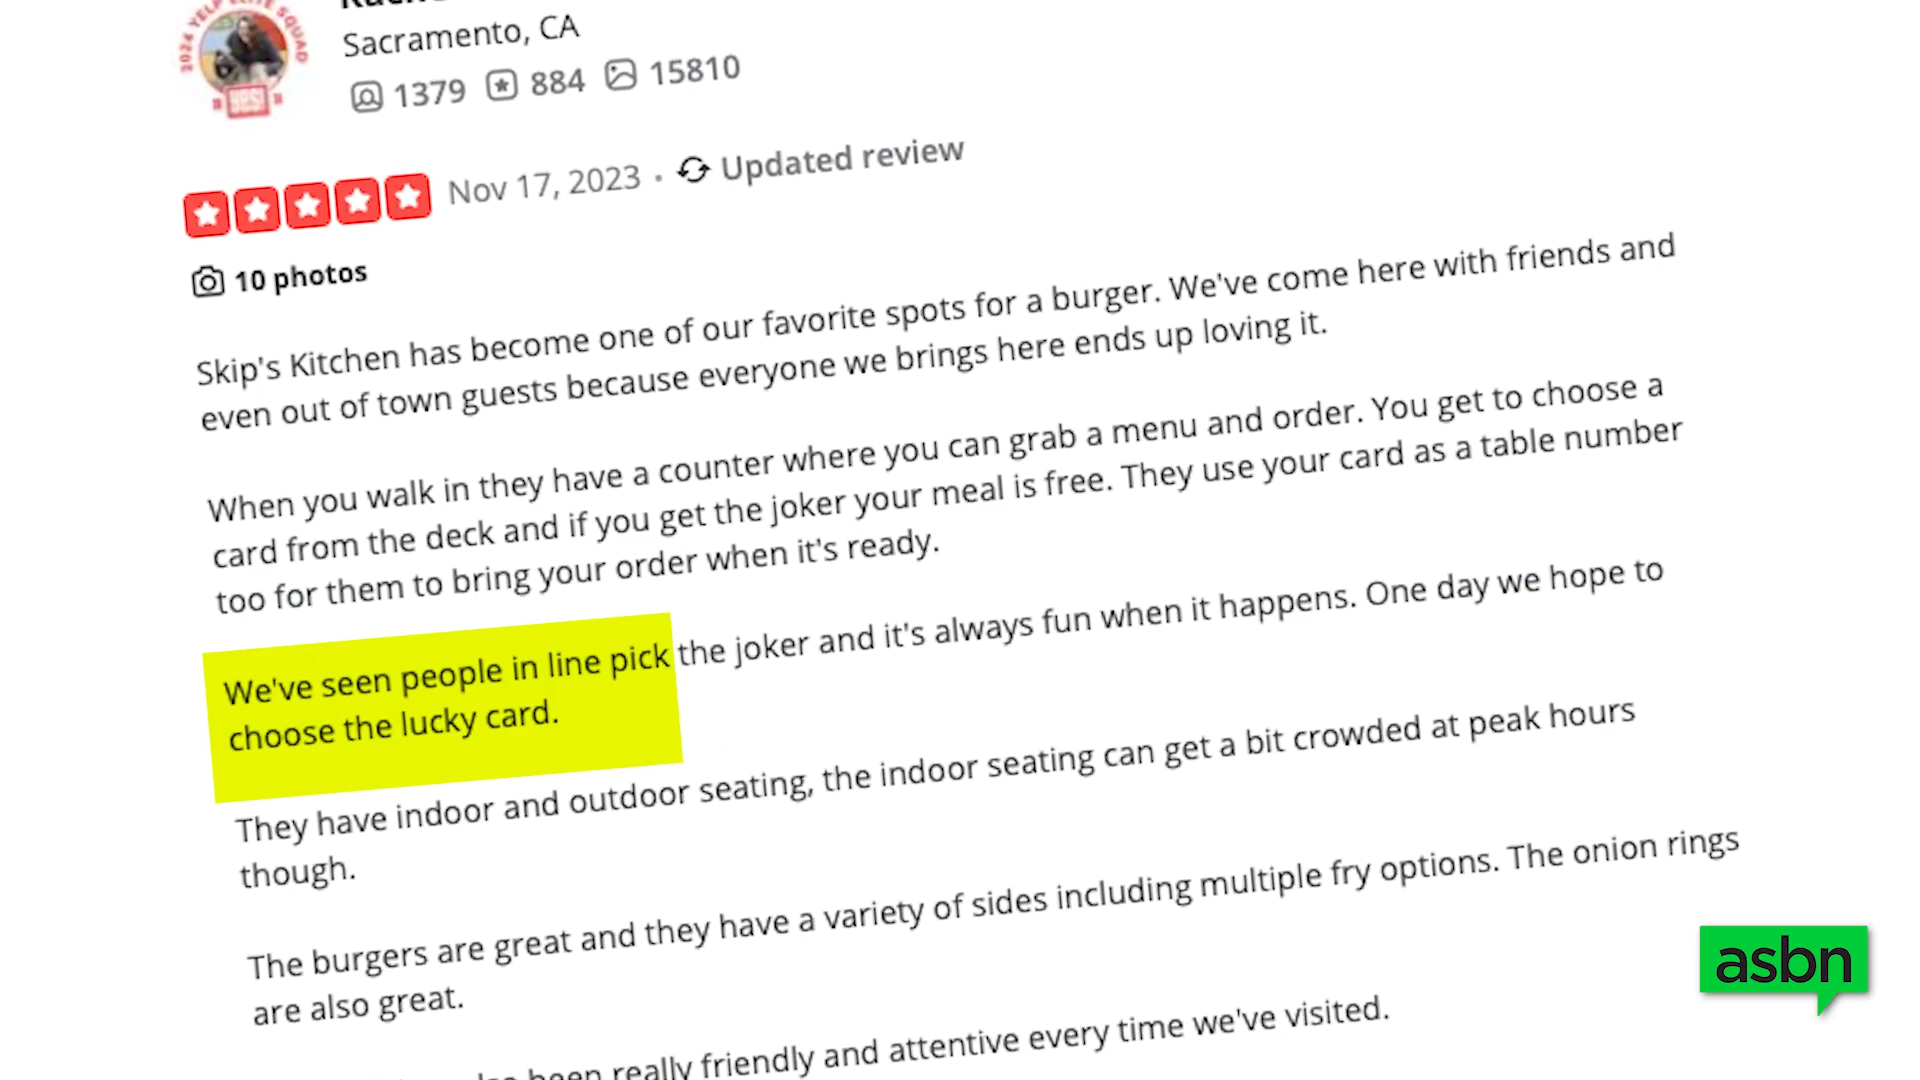 2024 YELP ELITE SQUAD
yes!
Sacramento, CA
1379 884 15810
Nov 17, 2023 · Updated review
10 photos
Skip's Kitchen has become one of our favorite spots for a burger. We've come here with friends and
even out of town guests because everyone we brings here ends up loving it.
When you walk in they have a counter where you can grab a menu and order. You get to choose a
card from the deck and if you get the joker your meal is free. They use your card as a table number
too for them to bring your order when it's ready.
We've seen people in line pick the joker and it's always fun when it happens. One day we hope to
choose the lucky card.
They have indoor and outdoor seating, the indoor seating can get a bit crowded at peak hours
though.
The burgers are great and they have a variety of sides including multiple fry options. The onion rings
are also great.
been really friendly and attentive every time we've visited.
asbn